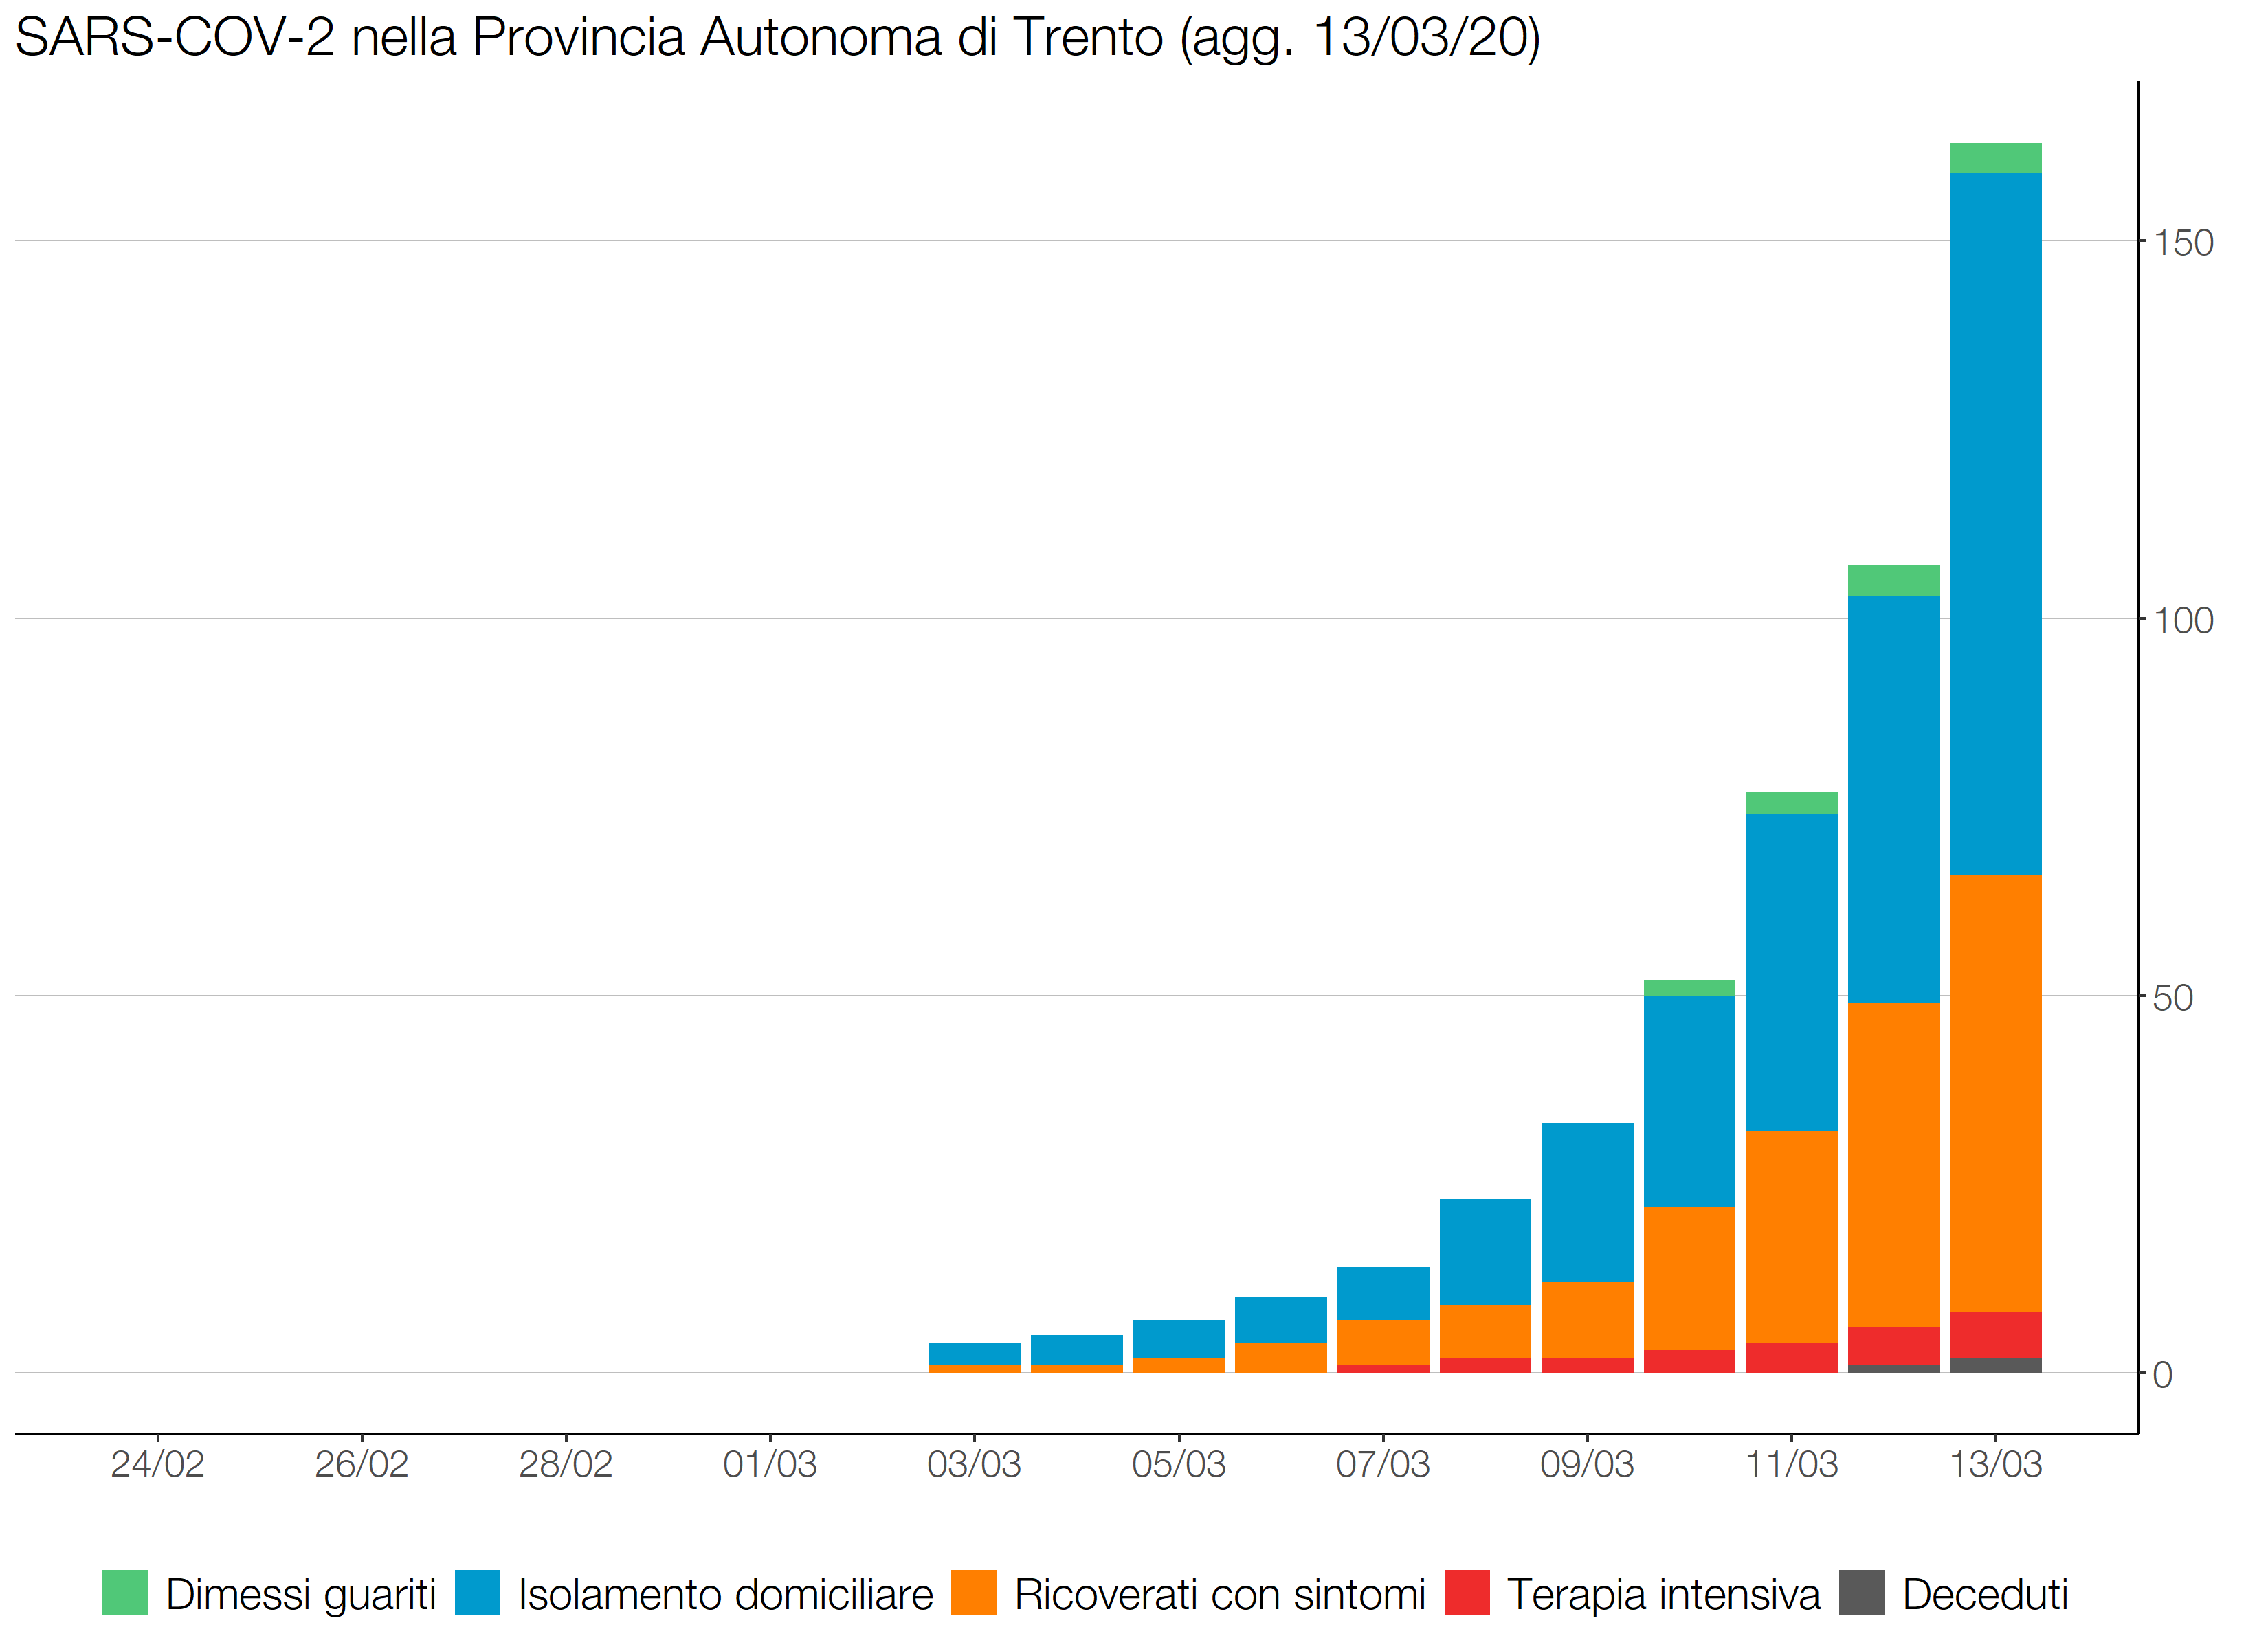 SARS-COV-2 nella Provincia Autonoma di Trento (agg. 13/03/20)
150
100
50
0
24/02 26/02 28/02 01/03 03/03 05/03 07/03 09/03 11/03 13/03
Dimessi guariti Isolamento domiciliare Ricoverati con sintomi Terapia intensiva Deceduti